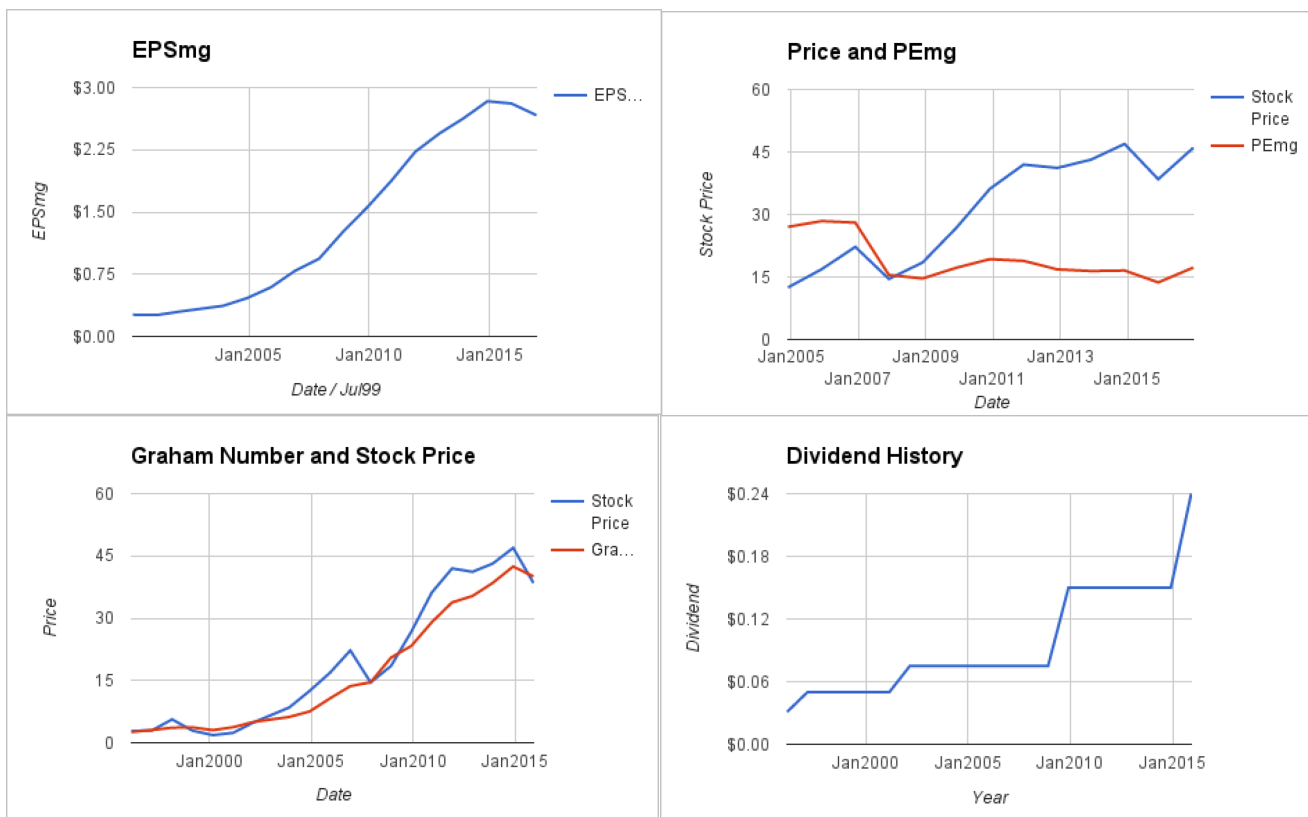 EPSmg
$3.00
$2.25
$1.50
$0.75
$0.00
EPSmg
Jan2005 Jan2010 Jan2015
Date / Jul99
EPS…
Price and PEmg
60
45
30
15
0
Stock Price
Jan2005 Jan2009 Jan2013
Jan2007 Jan2011 Jan2015
Date
Stock
Price
PEmg
Graham Number and Stock Price
60
45
30
15
0
Price
Jan2000 Jan2005 Jan2010 Jan2015
Date
Stock
Price
Gra…
Dividend History
$0.24
$0.18
$0.12
$0.06
$0.00
Dividend
Jan2000 Jan2005 Jan2010 Jan2015
Year